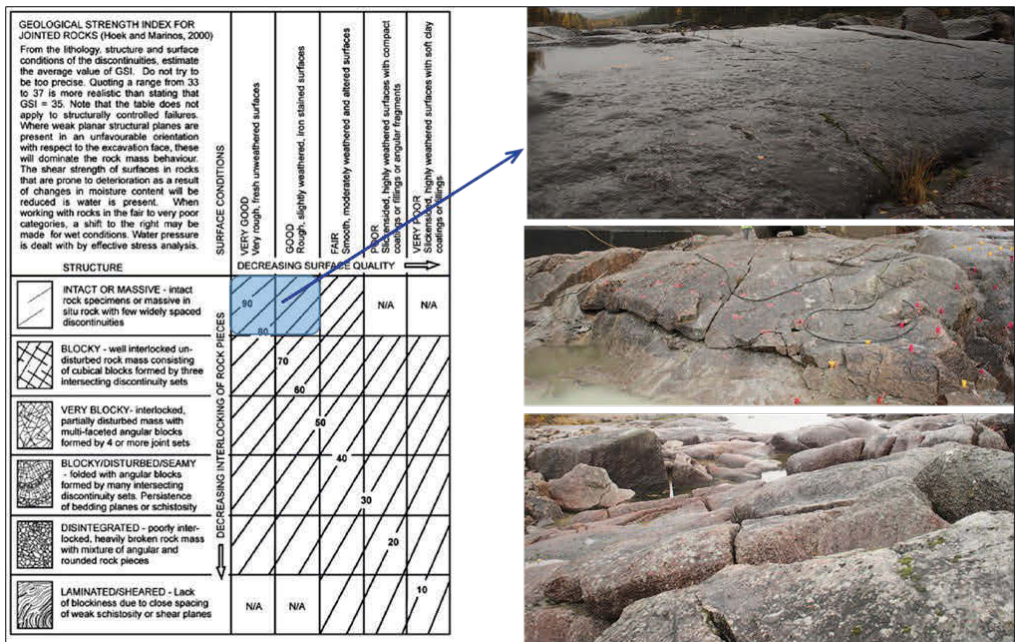 GEOLOGICAL STRENGTH INDEX FOR
JOINTED ROCKS (Hoek and Marinos, 2000)
From the lithology, structure and surface
conditions of the discontinuities, estimate
the average value of GSI. Do not try to
be too precise. Quoting a range from 33
to 37 is more realistic than stating that
GSI = 35. Note that the table does not
apply to structurally controlled failures.
Where weak planar structural planes are
present in an unfavourable orientation
with respect to the excavation face, these
will dominate the rock mass behaviour.
The shear strength of surfaces in rocks
that are prone to deterioration as a result
of changes in moisture content will be
reduced is water is present. When
working with rocks in the fair to very poor
categories, a shift to the right may be
made for wet conditions. Water pressure
is dealt with by effective stress analysis.
STRUCTURE
SURFACE CONDITIONS
VERY GOOD
Very rough, fresh unweathered surfaces
GOOD
Rough, slightly weathered, iron stained surfaces
FAIR
Smooth, moderately weathered and altered surfaces
POOR
Slickensided, highly weathered surfaces with compact
coatings or fillings or angular fragments
VERY POOR
Slickensided, highly weathered surfaces with soft clay
coatings or fillings
DECREASING SURFACE QUALITY
DECREASING INTERLOCKING OF ROCK PIECES
INTACT OR MASSIVE - intact
rock specimens or massive in
situ rock with few widely spaced
discontinuities
90
80
N/A
N/A
BLOCKY - well interlocked un-
disturbed rock mass consisting
of cubical blocks formed by three
intersecting discontinuity sets
70
60
VERY BLOCKY- interlocked,
partially disturbed mass with
multi-faceted angular blocks
formed by 4 or more joint sets
50
40
BLOCKY/DISTURBED/SEAMY
- folded with angular blocks
formed by many intersecting
discontinuity sets. Persistence
of bedding planes or schistosity
30
DISINTEGRATED - poorly inter-
locked, heavily broken rock mass
with mixture of angular and
rounded rock pieces
20
LAMINATED/SHEARED - Lack
of blockiness due to close spacing
of weak schistosity or shear planes
N/A
N/A
10